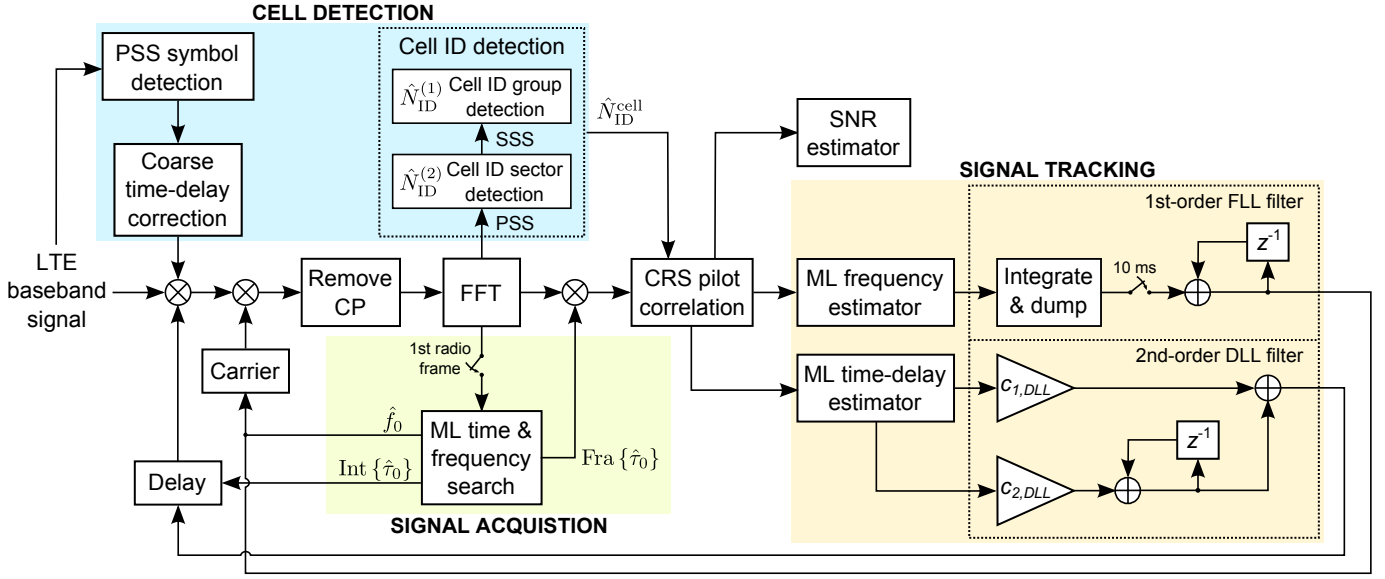 CELL DETECTION
PSS symbol
detection
Coarse
time-delay
correction
Cell ID detection
N̂_ID^(1) Cell ID group
detection
SSS
N̂_ID^(2) Cell ID sector
detection
PSS
N̂_ID^cell
SNR
estimator
SIGNAL TRACKING
LTE
baseband
signal
Remove
CP
FFT
CRS pilot
correlation
ML frequency
estimator
1st-order FLL filter
Integrate
& dump
10 ms
z⁻¹
Carrier
1st radio
frame
ML time &
frequency
search
f̂₀
Int {τ̂₀}
Fra {τ̂₀}
Delay
SIGNAL ACQUISTION
ML time-delay
estimator
2nd-order DLL filter
c₁,DLL
c₂,DLL
z⁻¹